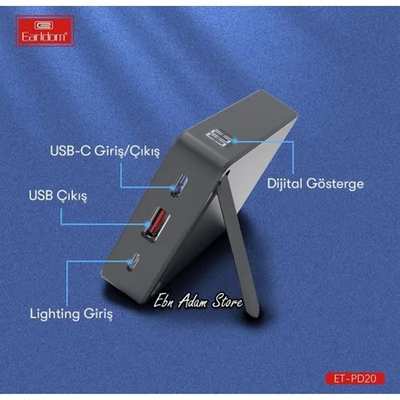 Earldom
USB-C Giriş/Çıkış
Dijital Gösterge
USB Çıkış
Lighting Giriş
Ebn Adam Store
ET-PD20